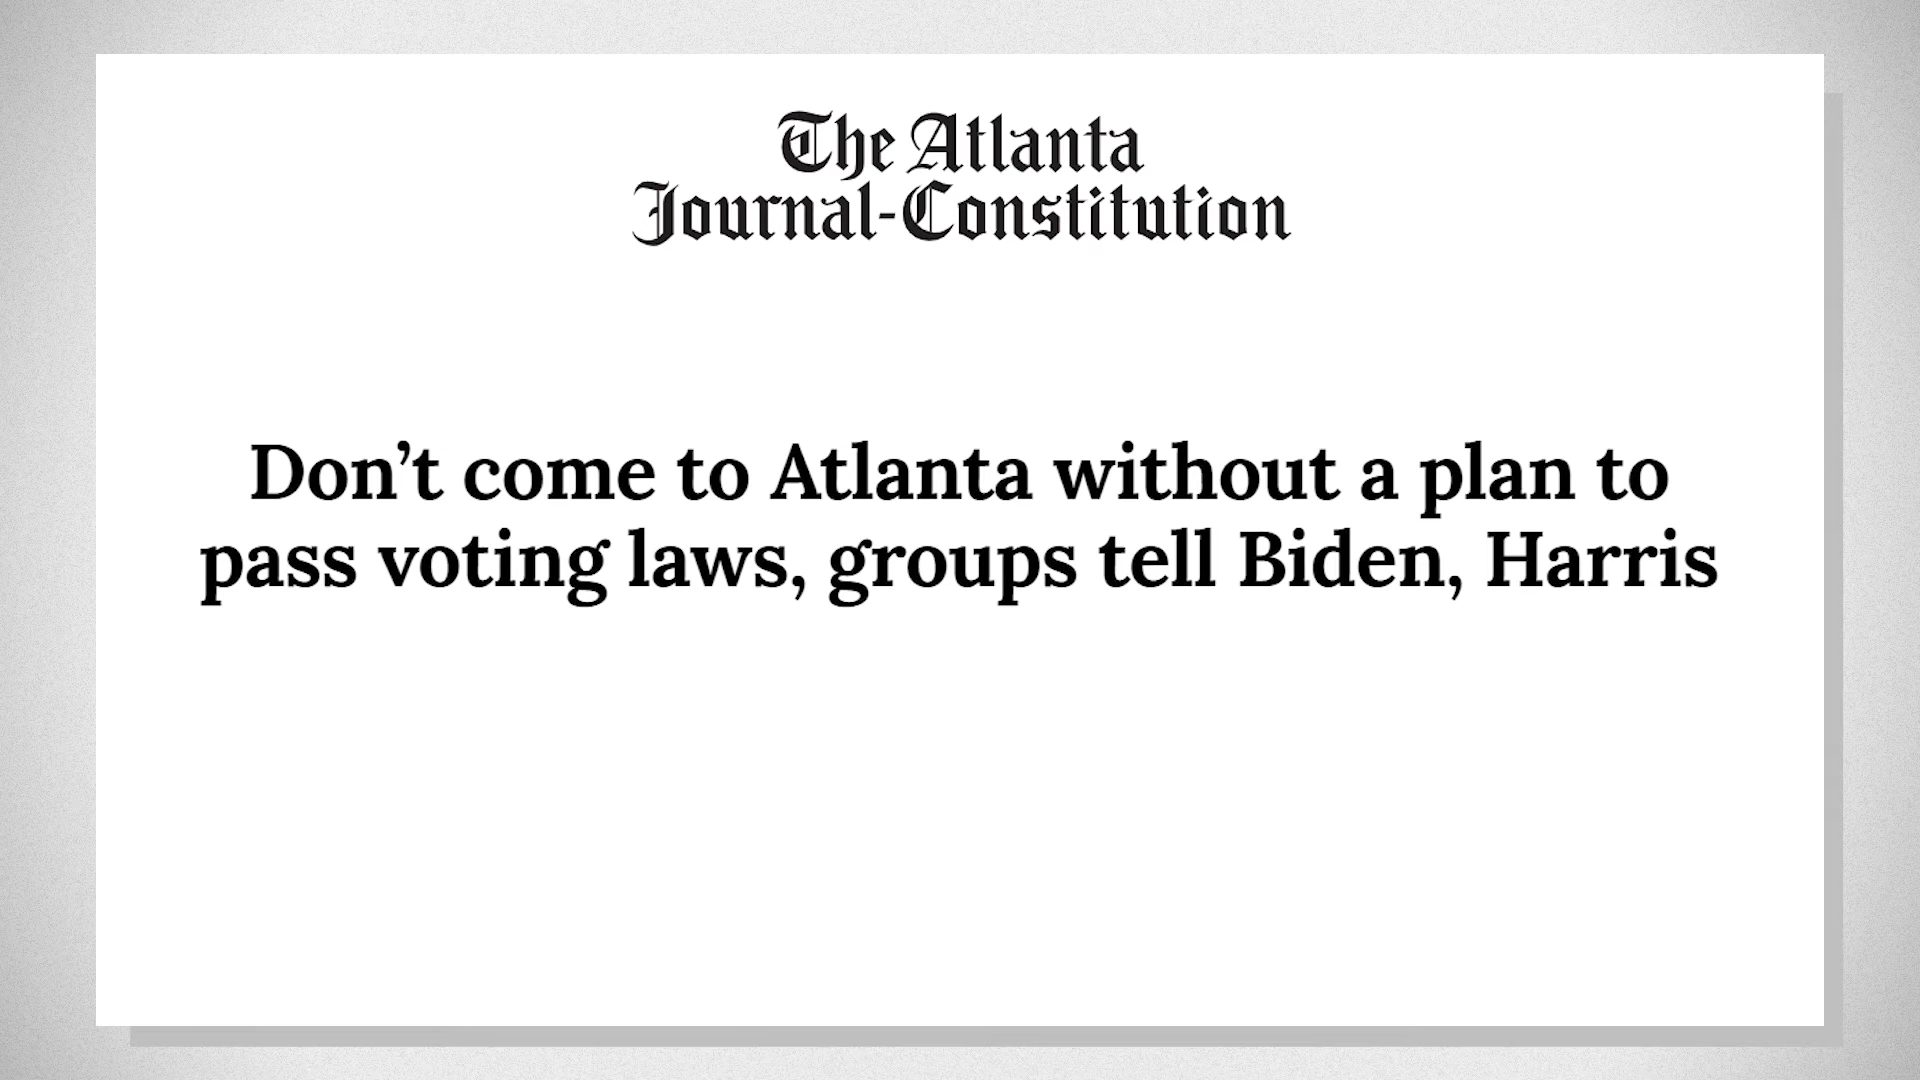 The Atlanta
Journal-Constitution
Don’t come to Atlanta without a plan to
pass voting laws, groups tell Biden, Harris